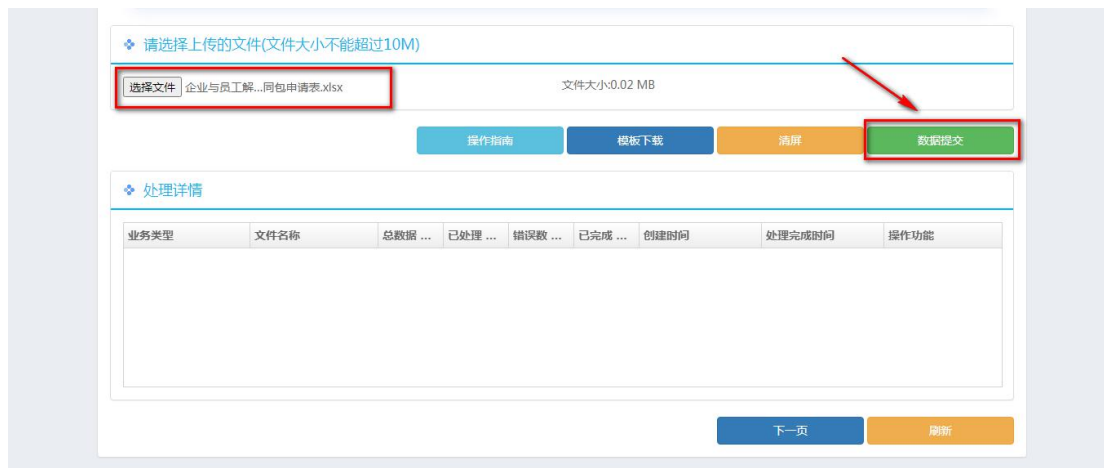 请选择上传的文件(文件大小不能超过10M)
选择文件 企业与员工解...同包申请表.xlsx 文件大小:0.02 MB
操作指南 模板下载 清屏 数据提交
处理详情
业务类型 文件名称 总数据 ... 已处理 ... 错误数 ... 已完成 ... 创建时间 处理完成时间 操作功能
下一页 刷新